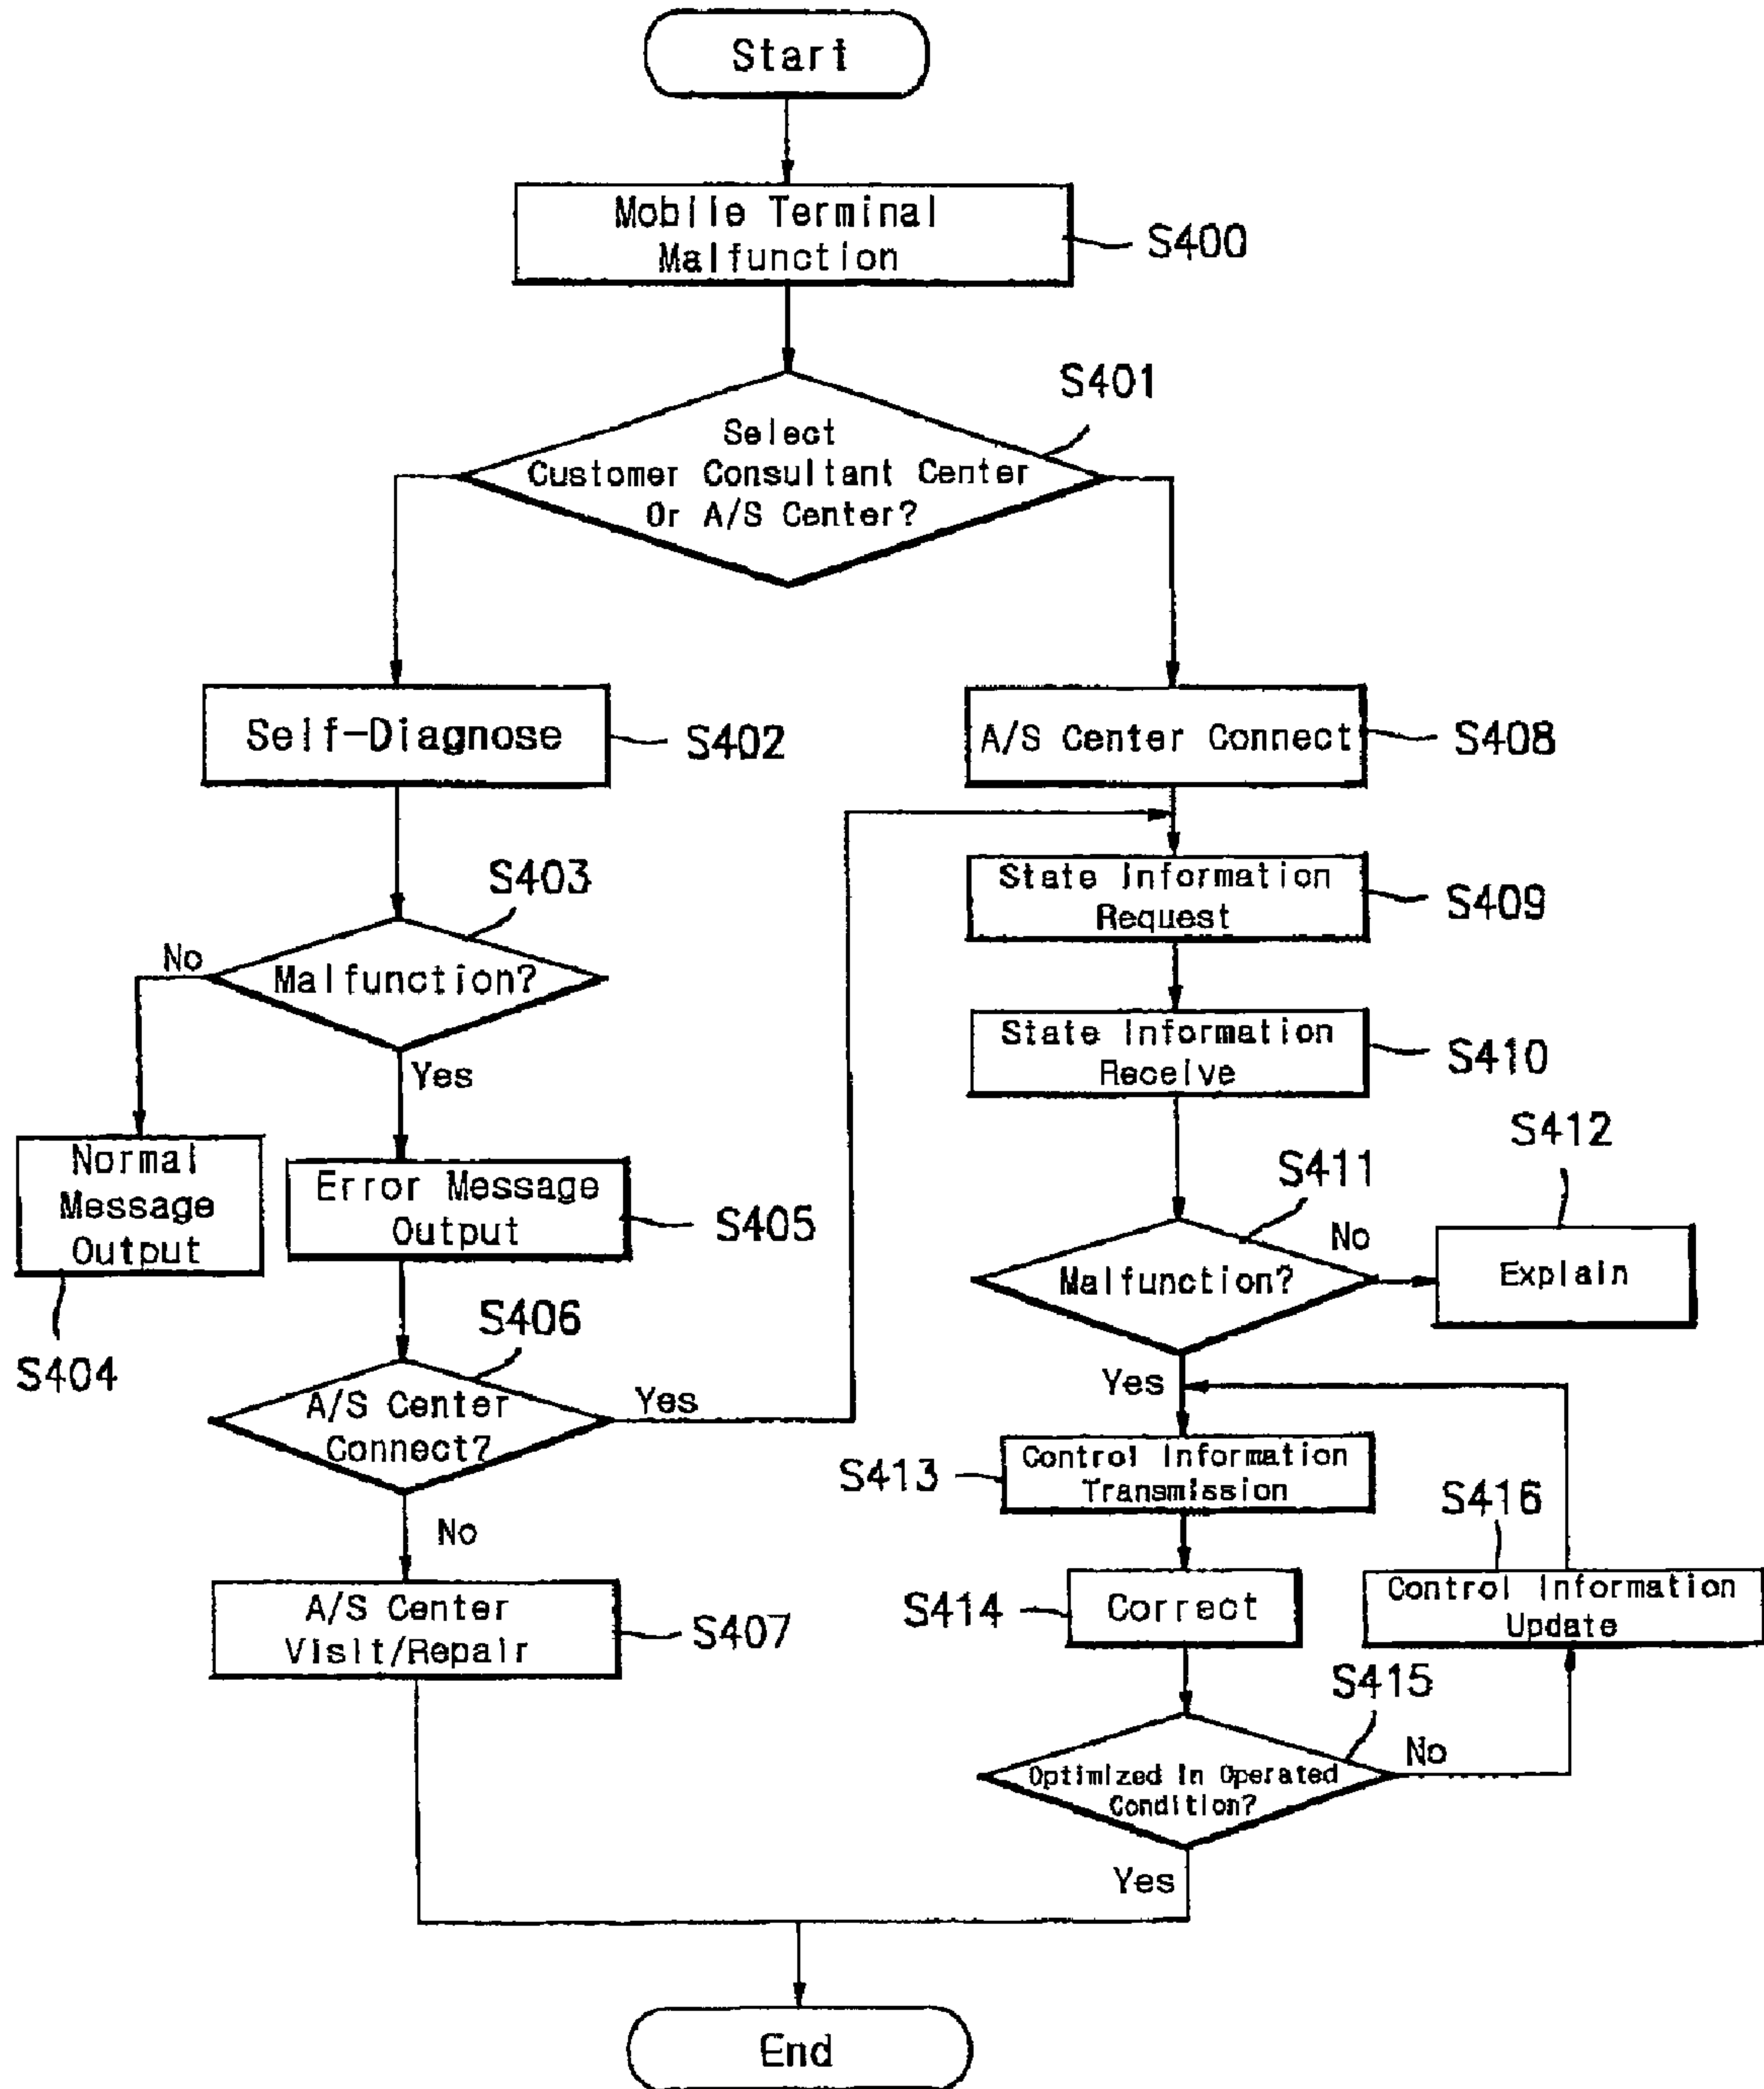 Start
Mobile Terminal
Malfunction
S400
S401
Select
Customer Consultant Center
Or A/S Center?
Self-Diagnose
S402
A/S Center Connect
S408
State Information
Request
S409
S403
No
Malfunction?
Yes
State Information
Receive
S410
Normal
Message
Output
S404
Error Message
Output
S405
S411
S412
Malfunction?
No
Explain
Yes
S406
A/S Center
Connect?
Yes
No
S413
Control Information
Transmission
S416
Control Information
Update
A/S Center
Visit/Repair
S407
S414
Correct
S415
Optimized In Operated
Condition?
No
Yes
End